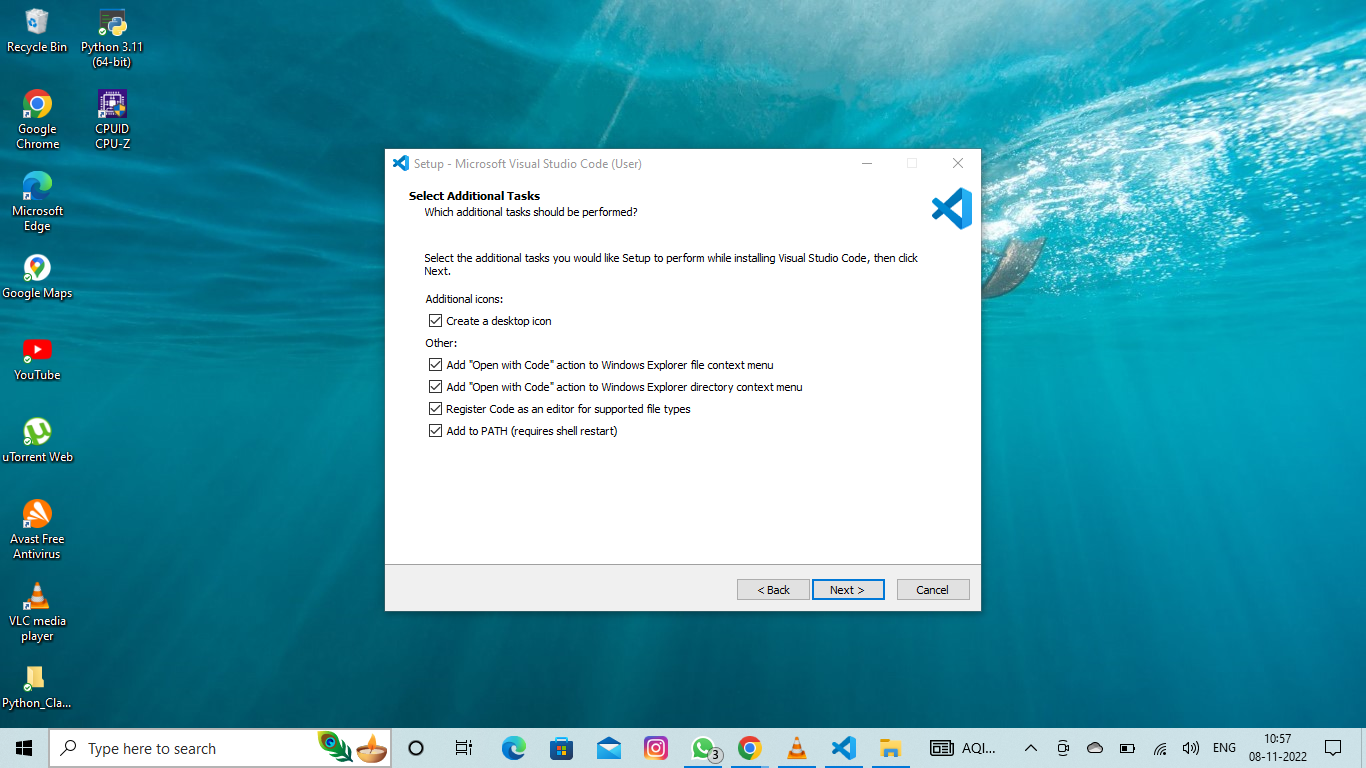 Recycle Bin
Python 3.11
(64-bit)
Google
Chrome
CPUID
CPU-Z
Microsoft
Edge
Google Maps
YouTube
uTorrent Web
Avast Free
Antivirus
VLC media
player
Python_Cla...
Setup - Microsoft Visual Studio Code (User)
Select Additional Tasks
Which additional tasks should be performed?
Select the additional tasks you would like Setup to perform while installing Visual Studio Code, then click
Next.
Additional icons:
Create a desktop icon
Other:
Add "Open with Code" action to Windows Explorer file context menu
Add "Open with Code" action to Windows Explorer directory context menu
Register Code as an editor for supported file types
Add to PATH (requires shell restart)
< Back
Next >
Cancel
Type here to search
3
AQI...
ENG
10:57
08-11-2022